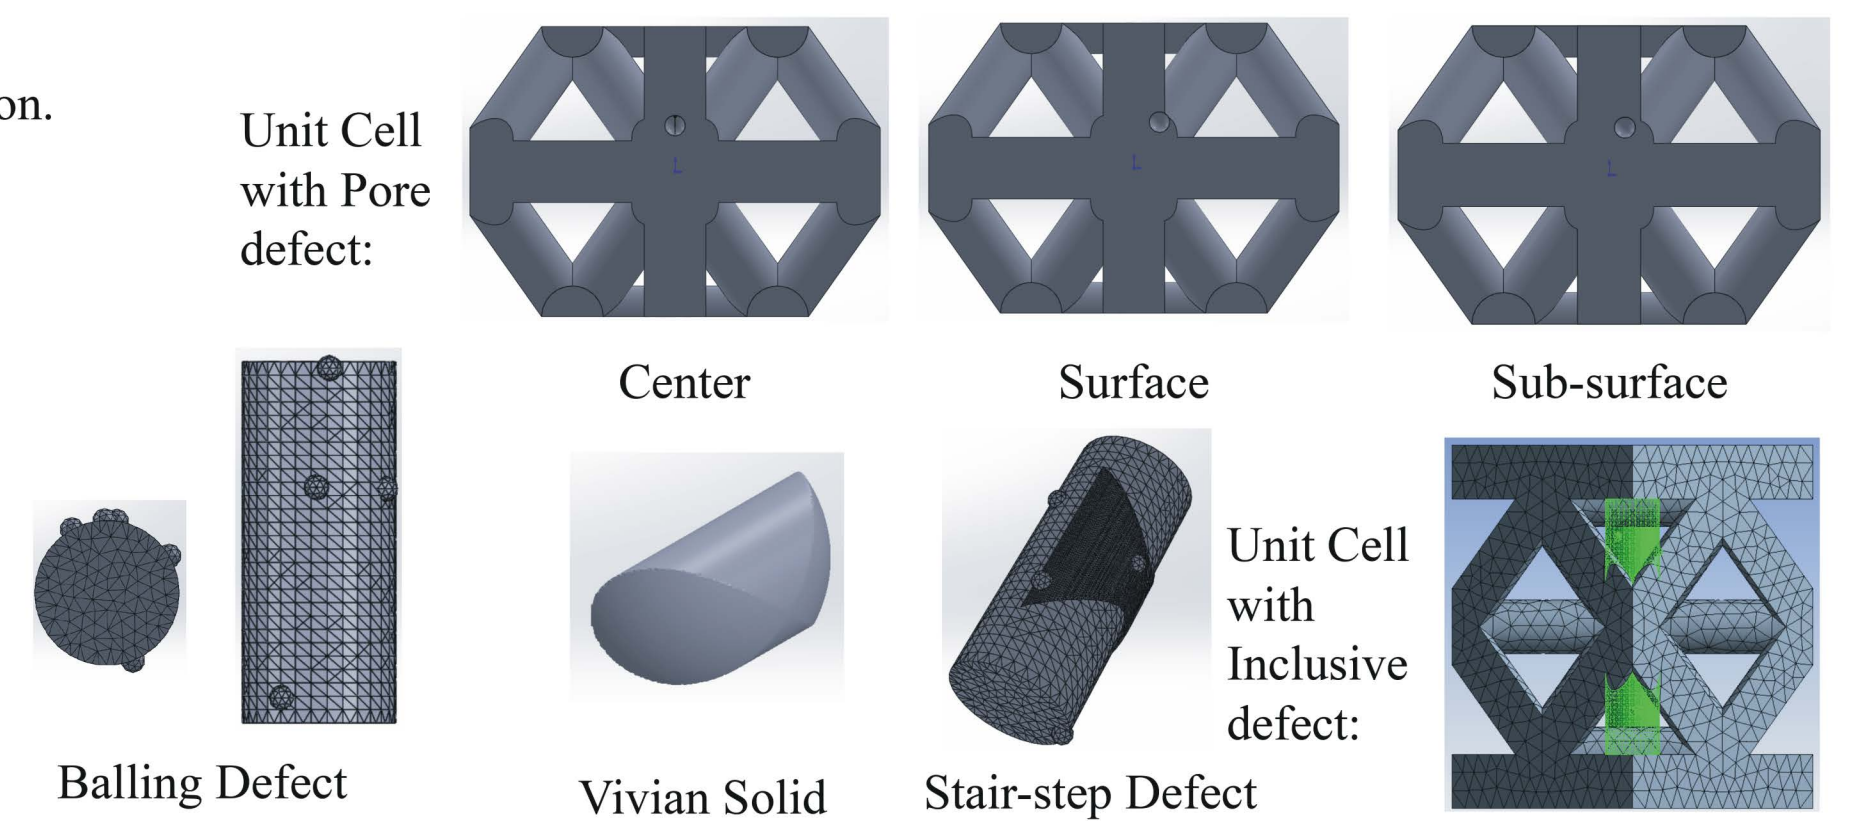 on.
Unit Cell
with Pore
defect:
Center
Surface
Sub-surface
Unit Cell
with
Inclusive
defect:
Balling Defect
Vivian Solid
Stair-step Defect